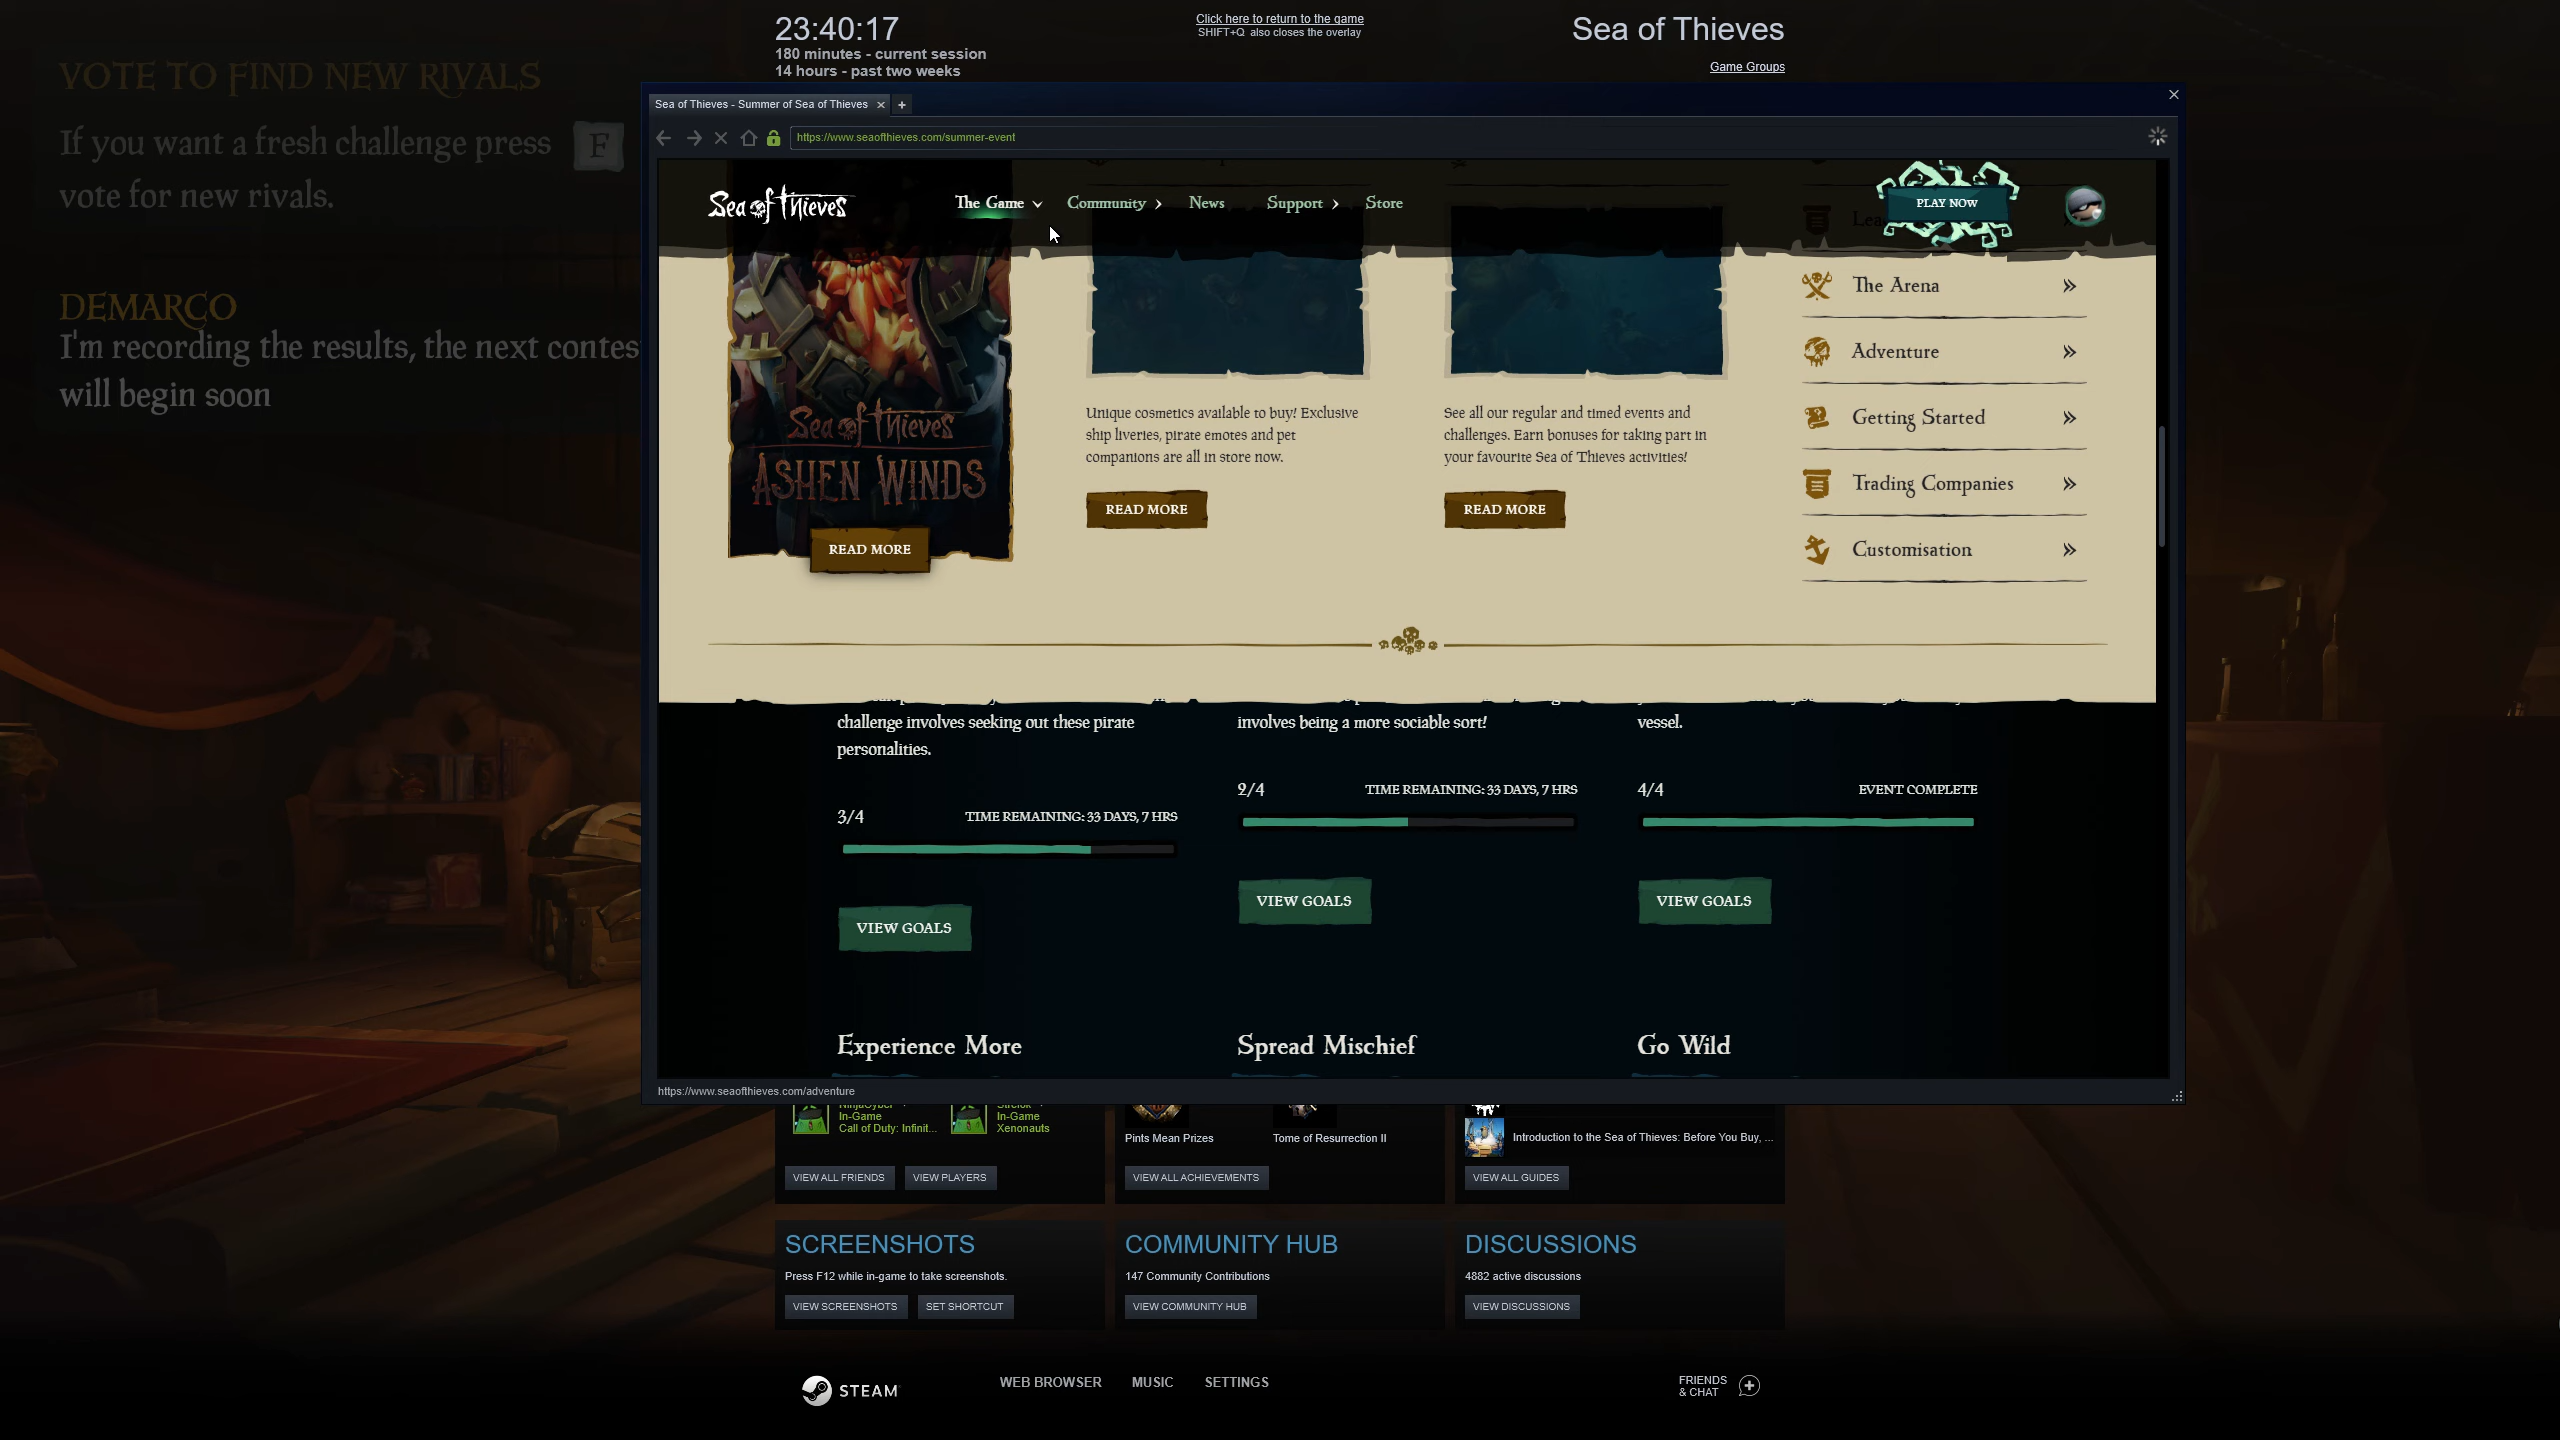 23:40:17
180 minutes - current session
14 hours - past two weeks
Click here to return to the game
SHIFT+Q also closes the overlay
Sea of Thieves
Game Groups
VOTE TO FIND NEW RIVALS
If you want a fresh challenge press F
vote for new rivals.
DEMARCO
I'm recording the results, the next contes
will begin soon
Sea of Thieves - Summer of Sea of Thieves
https://www.seaofthieves.com/summer-event
Sea of Thieves
The Game
Community
News
Support
Store
PLAY NOW
Sea of Thieves
ASHEN WINDS
READ MORE
Unique cosmetics available to buy! Exclusive
ship liveries, pirate emotes and pet
companions are all in store now.
READ MORE
See all our regular and timed events and
challenges. Earn bonuses for taking part in
your favourite Sea of Thieves activities!
READ MORE
The Arena
Adventure
Getting Started
Trading Companies
Customisation
challenge involves seeking out these pirate
personalities.
3/4 TIME REMAINING: 33 DAYS, 7 HRS
VIEW GOALS
involves being a more sociable sort!
2/4 TIME REMAINING: 33 DAYS, 7 HRS
VIEW GOALS
vessel.
4/4 EVENT COMPLETE
VIEW GOALS
Experience More
Spread Mischief
Go Wild
https://www.seaofthieves.com/adventure
In-Game
Call of Duty: Infinit...
In-Game
Xenonauts
VIEW ALL FRIENDS
VIEW PLAYERS
Pints Mean Prizes
Tome of Resurrection II
VIEW ALL ACHIEVEMENTS
Introduction to the Sea of Thieves: Before You Buy, ...
VIEW ALL GUIDES
SCREENSHOTS
Press F12 while in-game to take screenshots.
VIEW SCREENSHOTS
SET SHORTCUT
COMMUNITY HUB
147 Community Contributions
VIEW COMMUNITY HUB
DISCUSSIONS
4882 active discussions
VIEW DISCUSSIONS
STEAM
WEB BROWSER
MUSIC
SETTINGS
FRIENDS
& CHAT